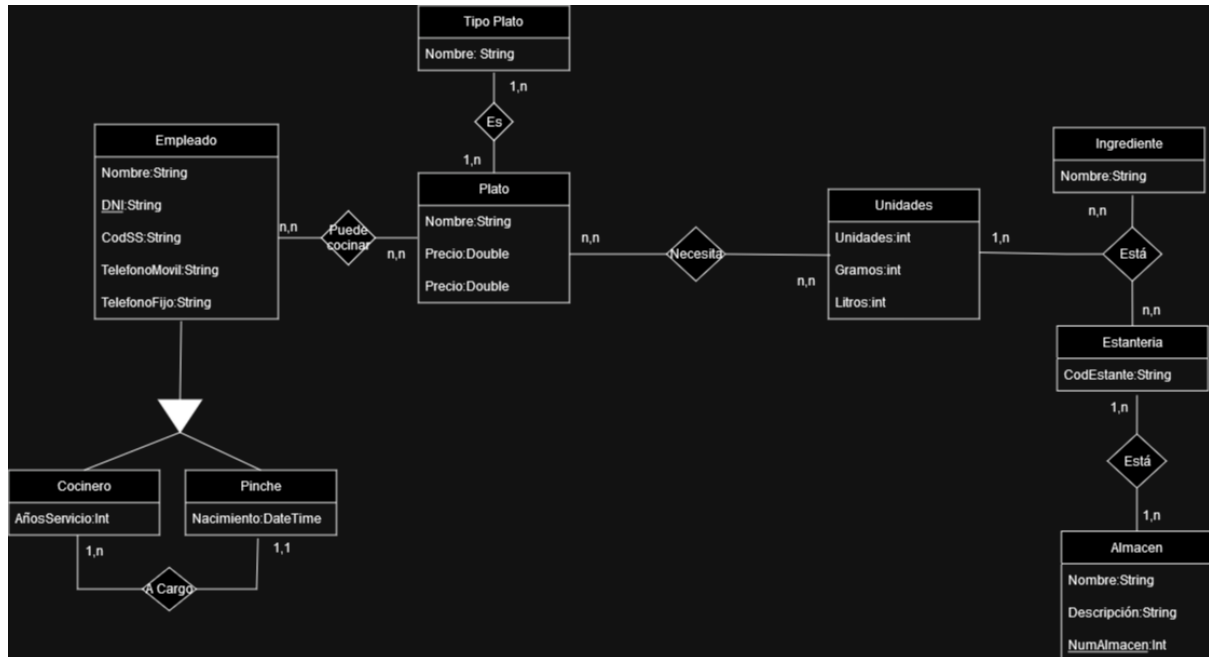 Tipo Plato
Nombre: String
1,n
Es
1,n
Empleado
Nombre:String
DNI:String
CodSS:String
TelefonoMovil:String
TelefonoFijo:String
n,n
Puede
cocinar
n,n
Plato
Nombre:String
Precio:Double
Precio:Double
n,n
Necesita
n,n
Unidades
Unidades:int
Gramos:int
Litros:int
1,n
Está
Ingrediente
Nombre:String
n,n
n,n
Estanteria
CodEstante:String
1,n
Está
1,n
Almacen
Nombre:String
Descripción:String
NumAlmacen:Int
Cocinero
AñosServicio:Int
1,n
Pinche
Nacimiento:DateTime
1,1
A Cargo